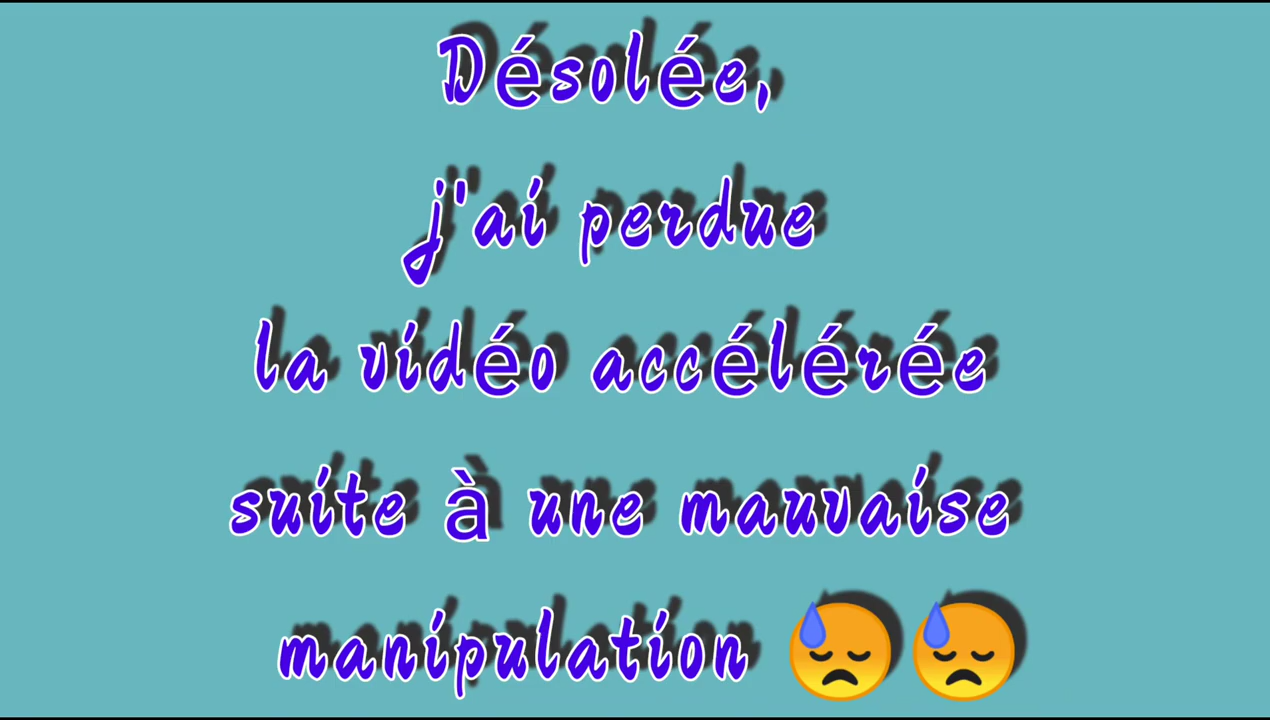 Désolée,
j'ai perdue
la vidéo accélérée
suite à une mauvaise
manipulation 😓😓